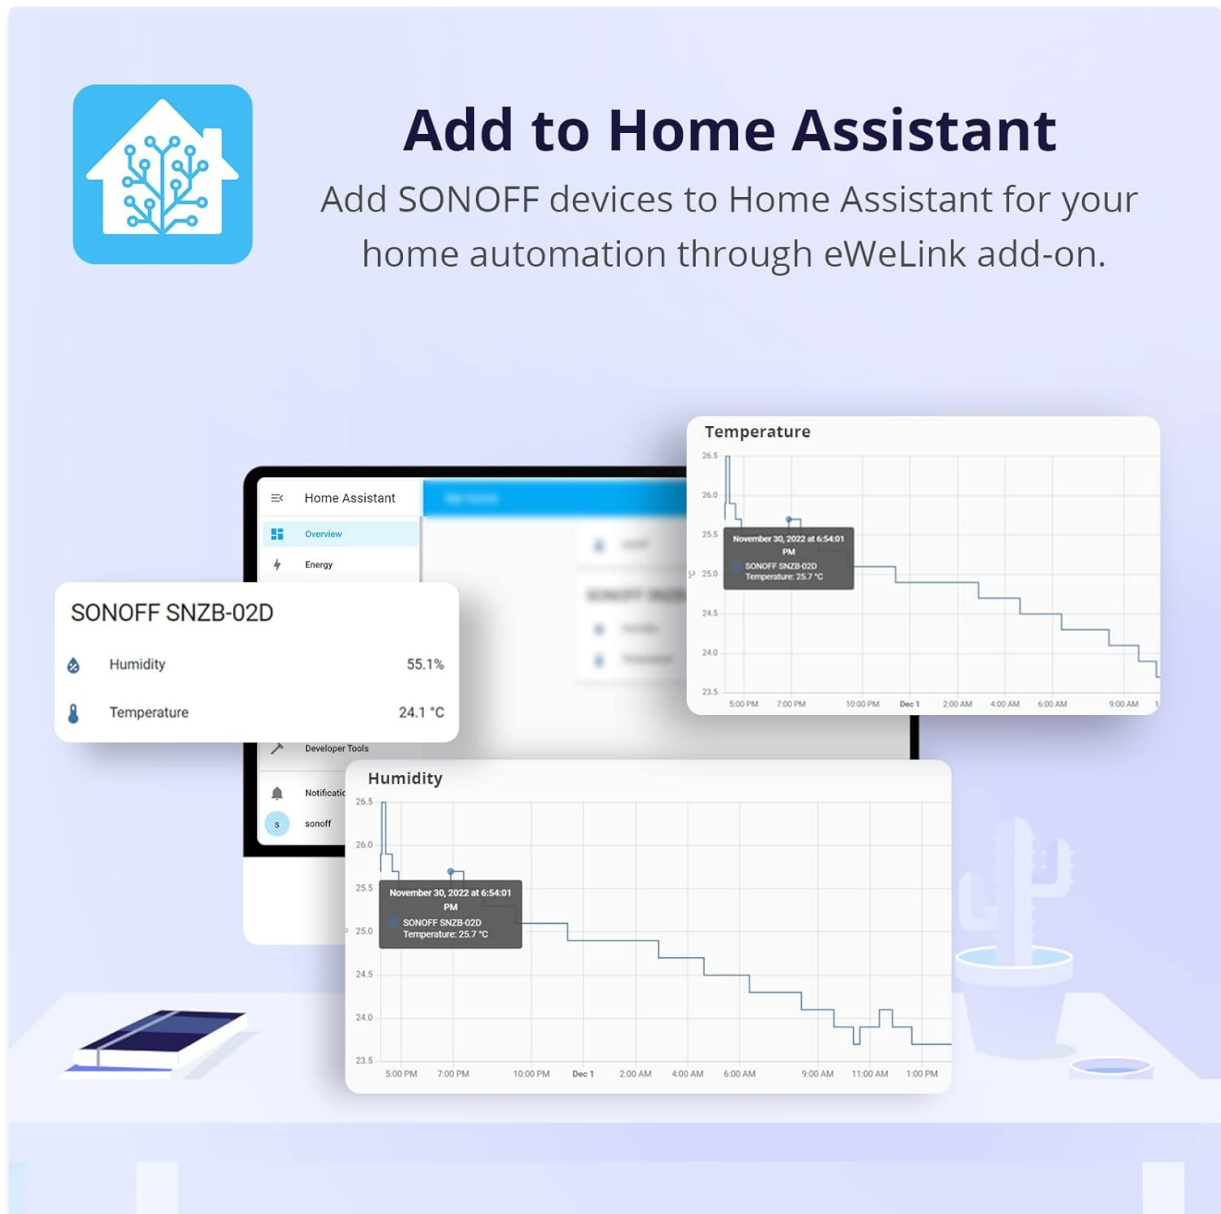 Add to Home Assistant
Add SONOFF devices to Home Assistant for your
home automation through eWeLink add-on.
Home Assistant
Overview
Energy
SONOFF SNZB-02D
Humidity 55.1%
Temperature 24.1 °C
Developer Tools
s sonoff
Temperature
26.5
26.0
25.5
25.0
24.5
24.0
23.5
°C
November 30, 2022 at 6:54:01
PM
SONOFF SNZB-02D
Temperature: 25.7 °C
5:00 PM 7:00 PM 10:00 PM Dec 1 2:00 AM 4:00 AM 6:00 AM 9:00 AM
Humidity
26.5
26.0
25.5
25.0
24.5
24.0
23.5
November 30, 2022 at 6:54:01
PM
SONOFF SNZB-02D
Temperature: 25.7 °C
5:00 PM 7:00 PM 10:00 PM Dec 1 2:00 AM 4:00 AM 6:00 AM 9:00 AM 11:00 AM 1:00 PM